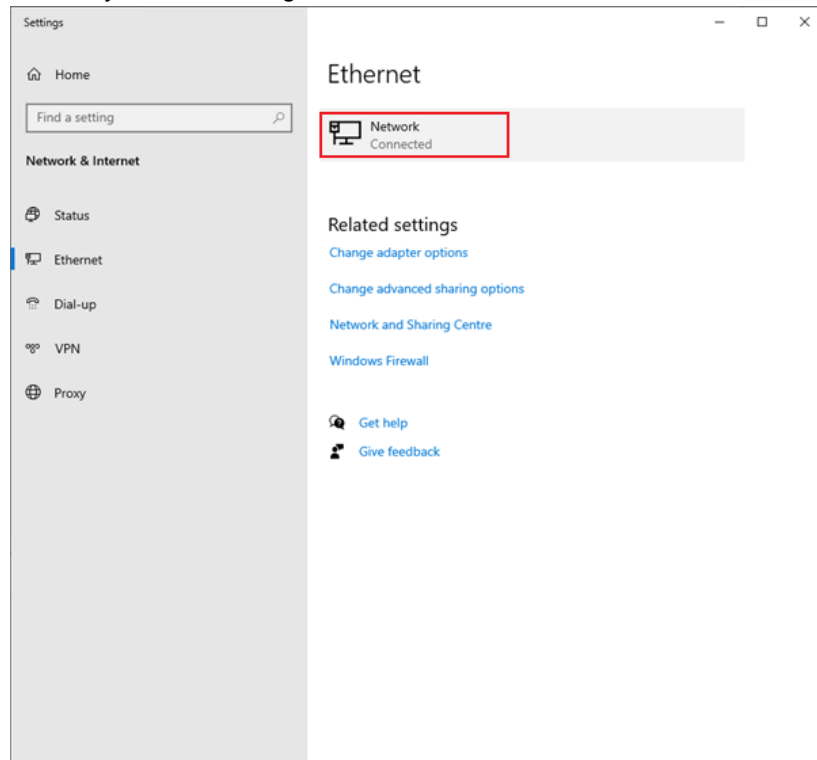 Settings
Home
Find a setting
Network & Internet
Status
Ethernet
Dial-up
VPN
Proxy
Ethernet
Network
Connected
Related settings
Change adapter options
Change advanced sharing options
Network and Sharing Centre
Windows Firewall
Get help
Give feedback